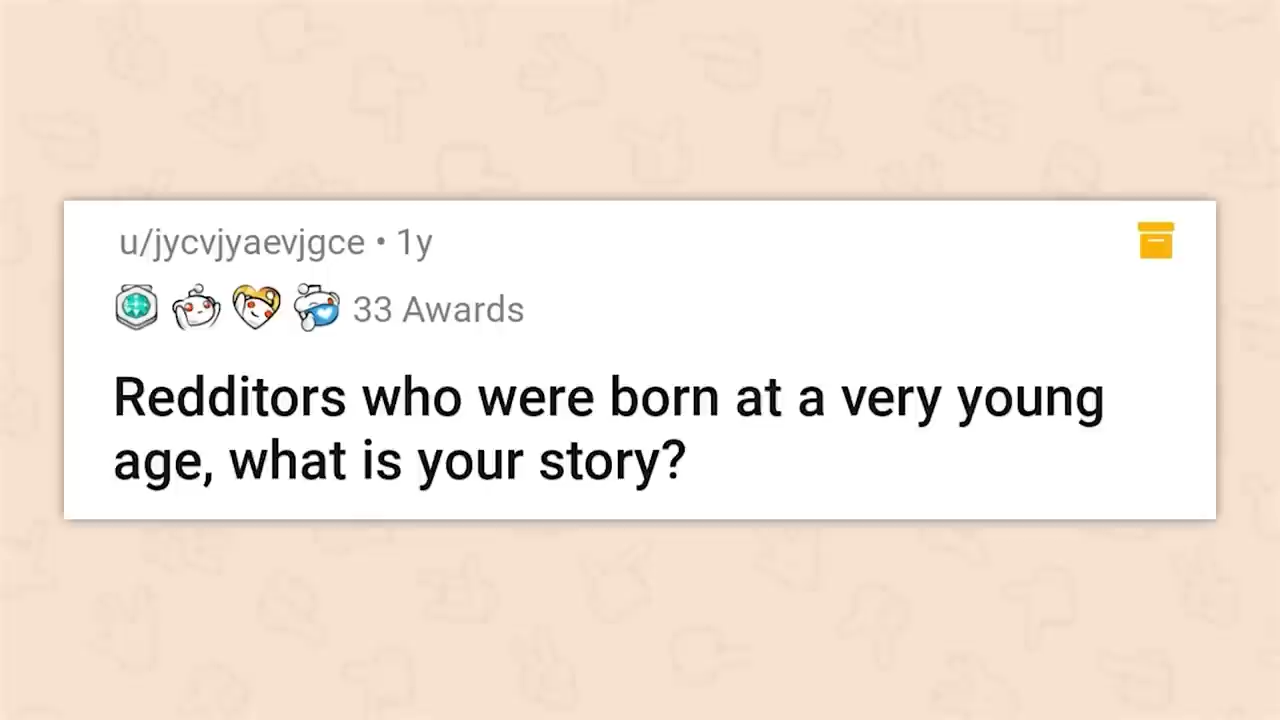 u/jycvjyaevjgce • 1y
33 Awards
Redditors who were born at a very young
age, what is your story?